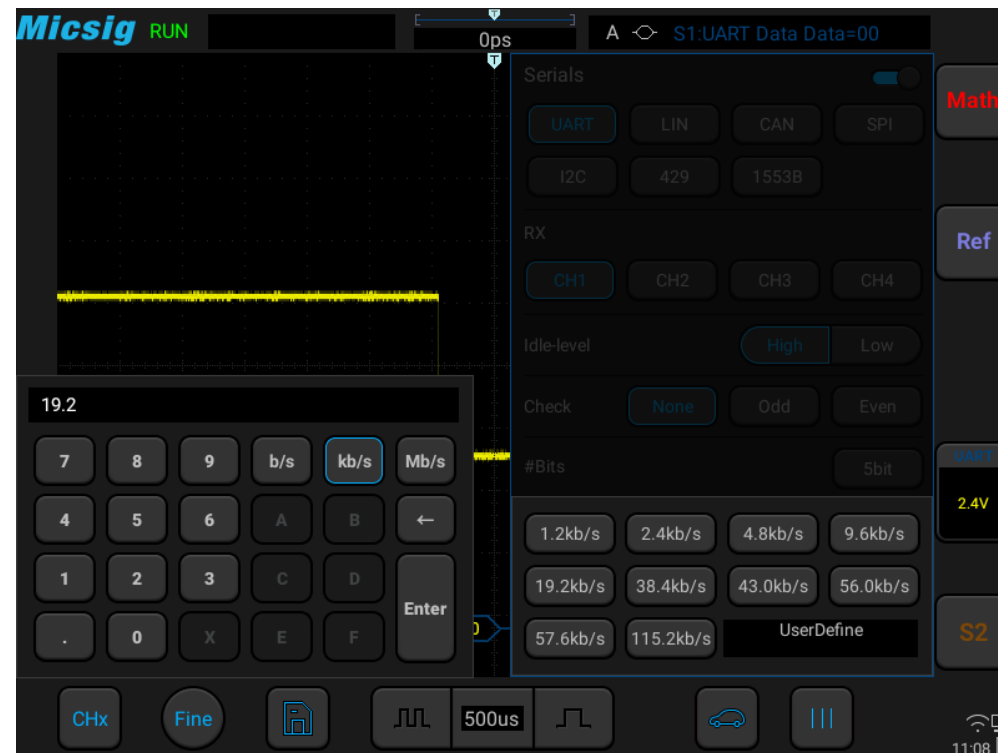 Micsig RUN
T
0ps
A S1:UART Data Data=00
T
Serials
UART LIN CAN SPI
I2C 429 1553B
RX
CH1 CH2 CH3 CH4
Idle-level High Low
Check None Odd Even
#Bits 5bit
1.2kb/s 2.4kb/s 4.8kb/s 9.6kb/s
19.2kb/s 38.4kb/s 43.0kb/s 56.0kb/s
57.6kb/s 115.2kb/s UserDefine
19.2
7 8 9 b/s kb/s Mb/s
4 5 6 A B ←
1 2 3 C D Enter
. 0 X E F
Math
Ref
UART
2.4V
S2
CHx Fine 500us
11:08